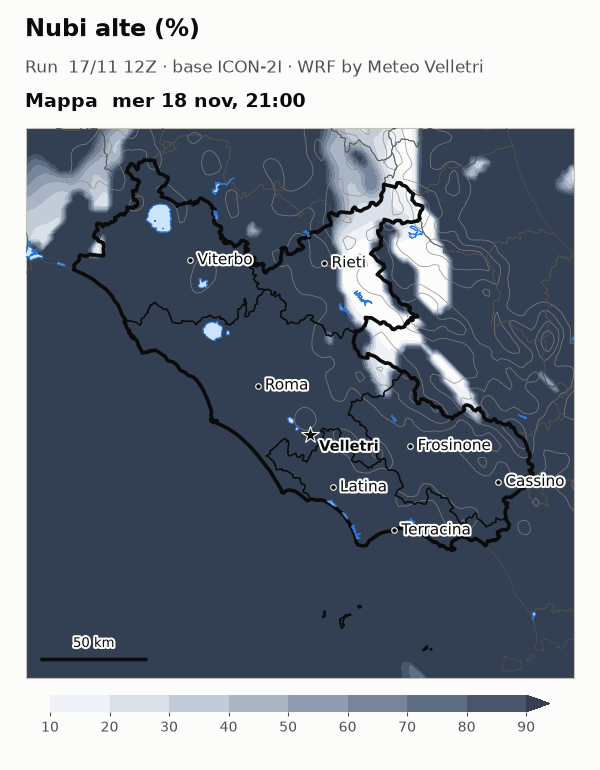 Nubi alte (%)
Run  17/11 12Z · base ICON-2I · WRF by Meteo Velletri
Mappa  mer 18 nov, 21:00
Viterbo
Rieti
Roma
Velletri
Frosinone
Latina
Cassino
Terracina
50 km
10 20 30 40 50 60 70 80 90